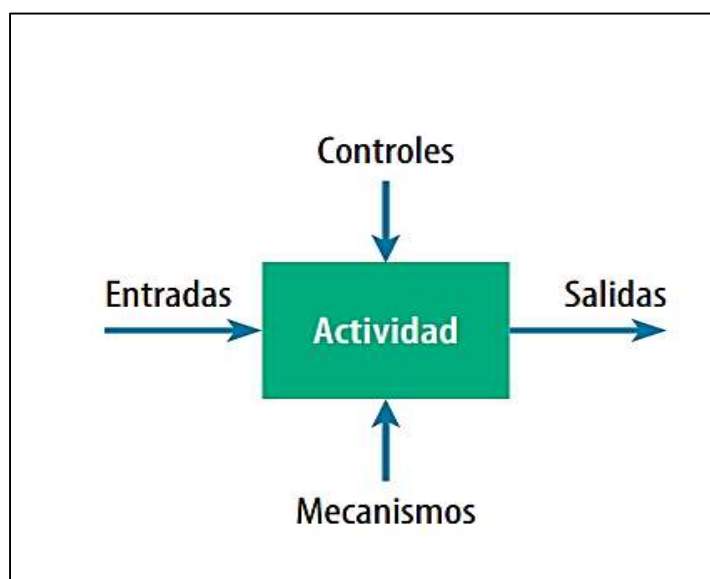 Controles
Entradas
Actividad
Salidas
Mecanismos